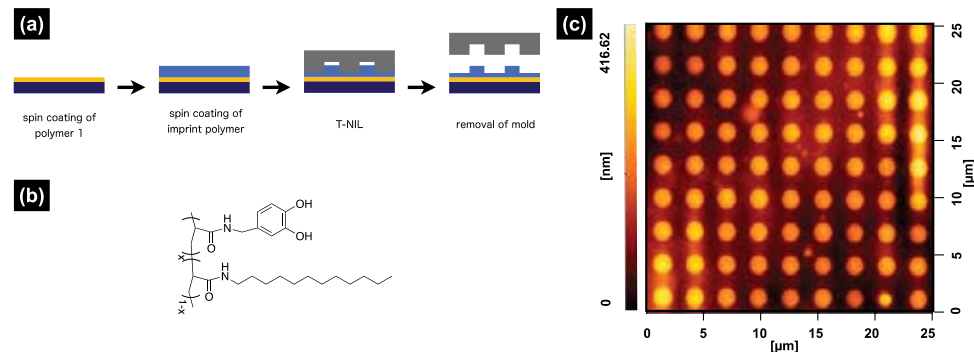 (a)
spin coating of
polymer 1
spin coating of
imprint polymer
T-NIL
removal of mold
(b)
OH
OH
H
N
O
x
H
N
O
1-x
(c)
416.62
[nm]
0
25
20
15
10
5
0
[µm]
0
5
10
15
20
25
[µm]